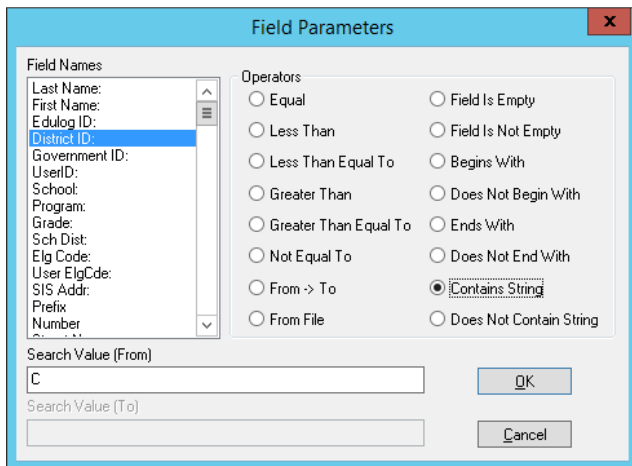 Field Parameters
x
Field Names
Last Name:
First Name:
Edulog ID:
District ID:
Government ID:
UserID:
School:
Program:
Grade:
Sch Dist:
Elg Code:
User ElgCde:
SIS Addr:
Prefix
Number
Operators
Equal
Less Than
Less Than Equal To
Greater Than
Greater Than Equal To
Not Equal To
From -> To
From File
Field Is Empty
Field Is Not Empty
Begins With
Does Not Begin With
Ends With
Does Not End With
Contains String
Does Not Contain String
Search Value (From)
C
OK
Search Value (To)
Cancel